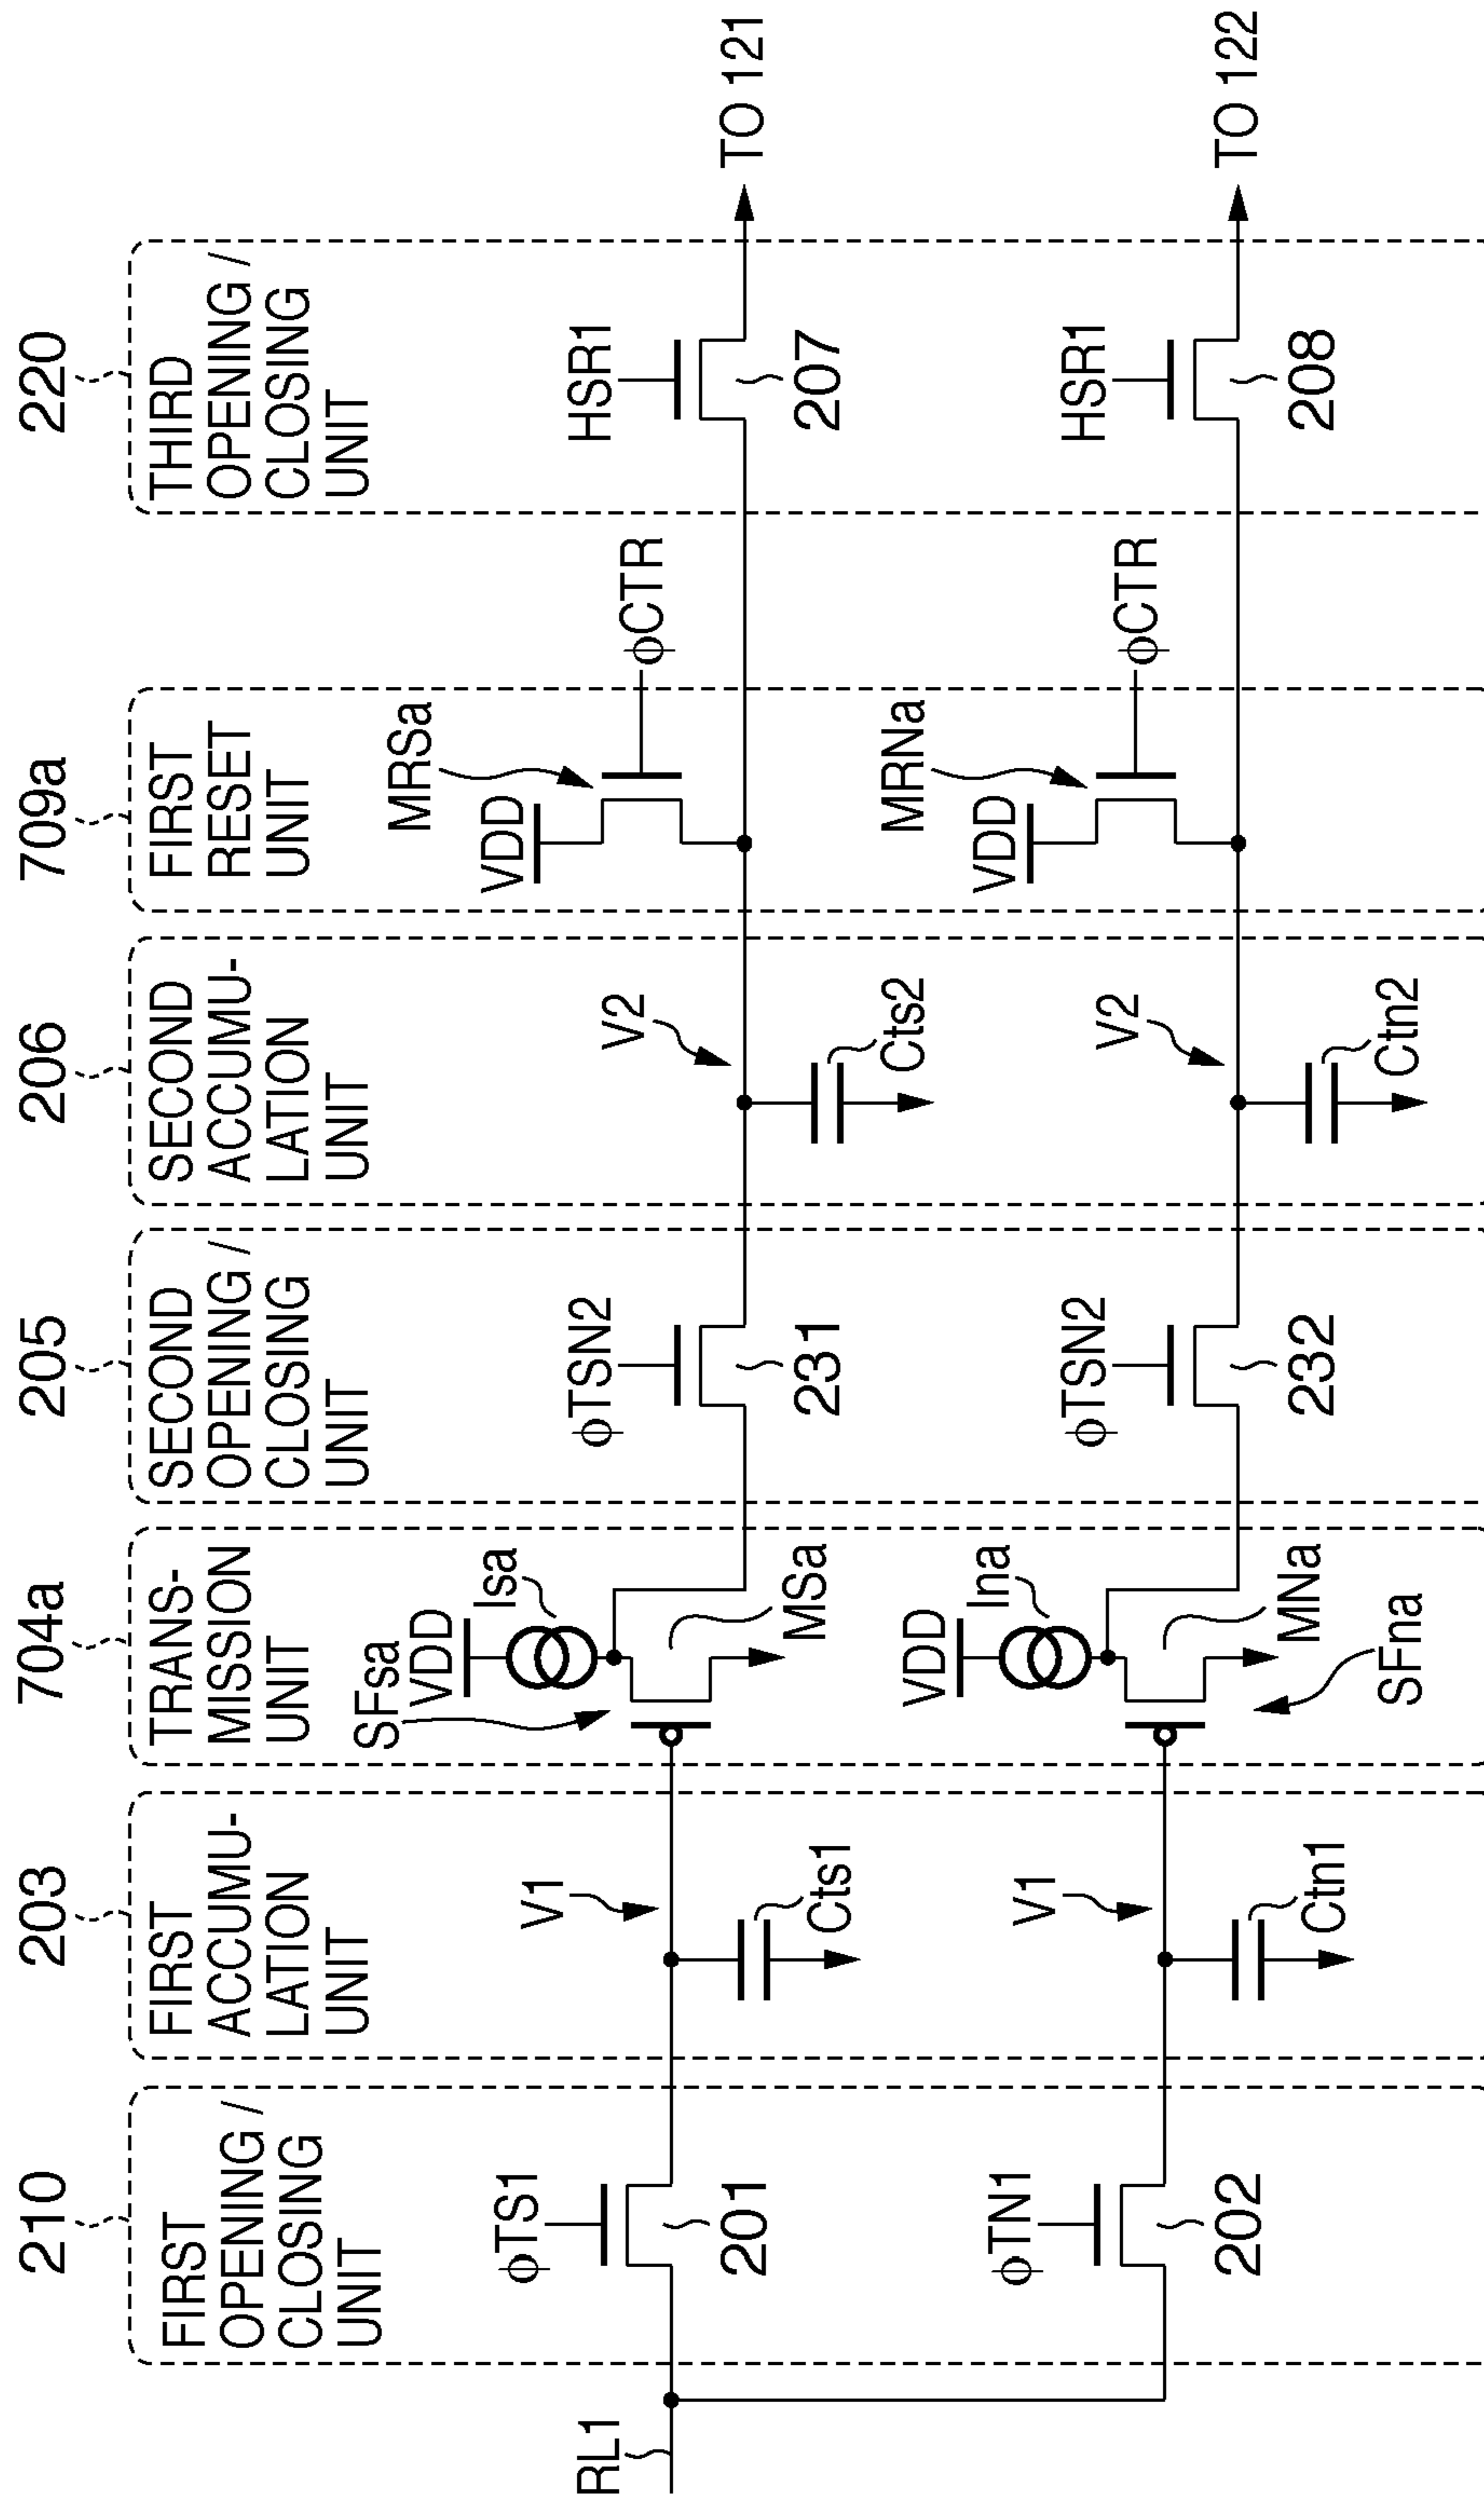 210
FIRST
OPENING /
CLOSING
UNIT
203
FIRST
ACCUMU-
LATION
UNIT
704a
TRANS-
MISSION
UNIT
205
SECOND
OPENING /
CLOSING
UNIT
206
SECOND
ACCUMU-
LATION
UNIT
709a
FIRST
RESET
UNIT
220
THIRD
OPENING /
CLOSING
UNIT
RL1
φTS1
201
V1
Cts1
SFsa
VDD
Isa
MSa
φTSN2
231
V2
Cts2
MRSa
VDD
φCTR
HSR1
207
TO 121
φTN1
202
V1
Ctn1
VDD
Ina
MNa
SFna
φTSN2
232
V2
Ctn2
MRNa
VDD
φCTR
HSR1
208
TO 122